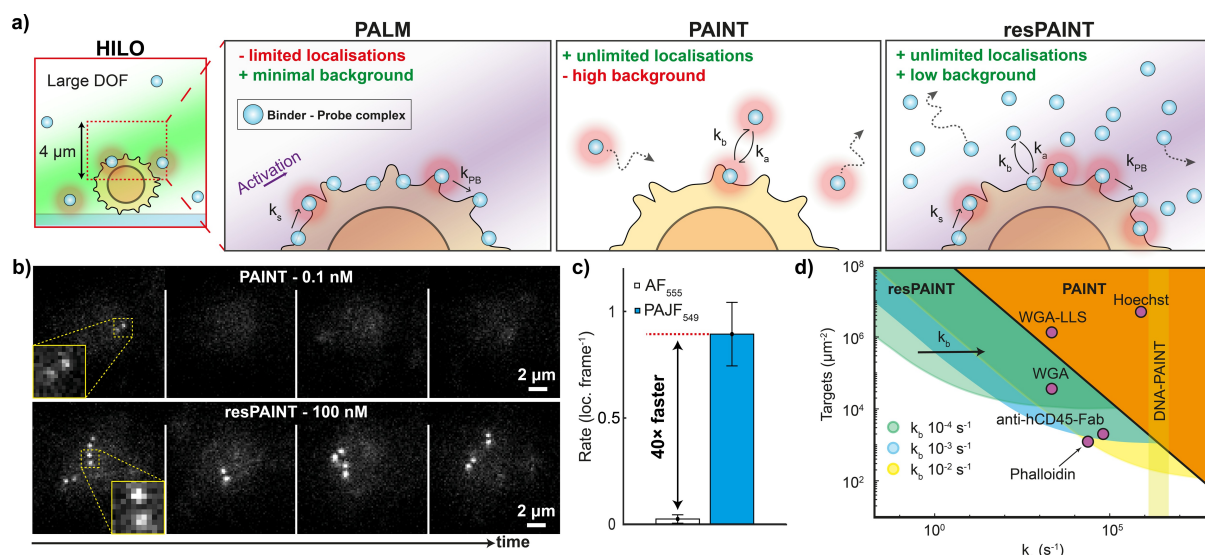 a)
HILO
Large DOF
4 μm
PALM
- limited localisations
+ minimal background
Binder - Probe complex
Activation
k_s
k_PB
PAINT
+ unlimited localisations
- high background
k_b
k_a
resPAINT
+ unlimited localisations
+ low background
k_a
k_b
k_s
k_PB
b)
PAINT - 0.1 nM
2 μm
resPAINT - 100 nM
2 μm
time
c)
Rate (loc. frame⁻¹)
1
0.5
0
AF₅₅₅
PAJF₅₄₉
40× faster
d)
Targets (μm⁻²)
10⁸
10⁶
10⁴
10²
resPAINT
PAINT
Hoechst
WGA-LLS
k_b
WGA
DNA-PAINT
anti-hCD45-Fab
Phalloidin
k_b 10⁻⁴ s⁻¹
k_b 10⁻³ s⁻¹
k_b 10⁻² s⁻¹
10⁰
10⁵
k (s⁻¹)